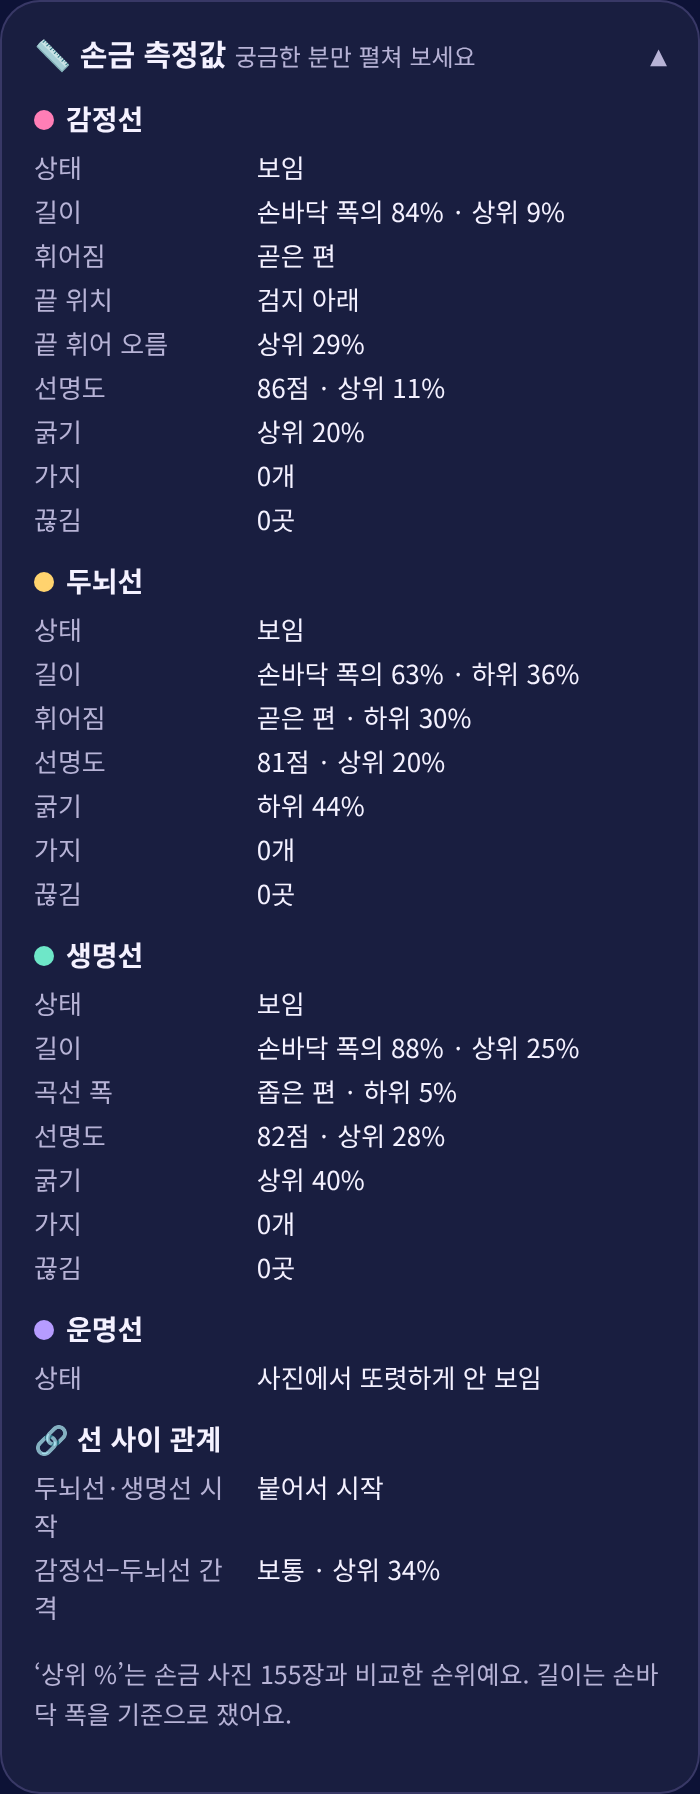 📏 손금 측정값 궁금한 분만 펼쳐 보세요 ▲
감정선
상태 보임
길이 손바닥 폭의 84% · 상위 9%
휘어짐 곧은 편
끝 위치 검지 아래
끝 휘어 오름 상위 29%
선명도 86점 · 상위 11%
굵기 상위 20%
가지 0개
끊김 0곳
두뇌선
상태 보임
길이 손바닥 폭의 63% · 하위 36%
휘어짐 곧은 편 · 하위 30%
선명도 81점 · 상위 20%
굵기 하위 44%
가지 0개
끊김 0곳
생명선
상태 보임
길이 손바닥 폭의 88% · 상위 25%
곡선 폭 좁은 편 · 하위 5%
선명도 82점 · 상위 28%
굵기 상위 40%
가지 0개
끊김 0곳
운명선
상태 사진에서 또렷하게 안 보임
🔗 선 사이 관계
두뇌선·생명선 시 붙어서 시작
작
감정선–두뇌선 간 보통 · 상위 34%
격
‘상위 %’는 손금 사진 155장과 비교한 순위예요. 길이는 손바
닥 폭을 기준으로 쟀어요.